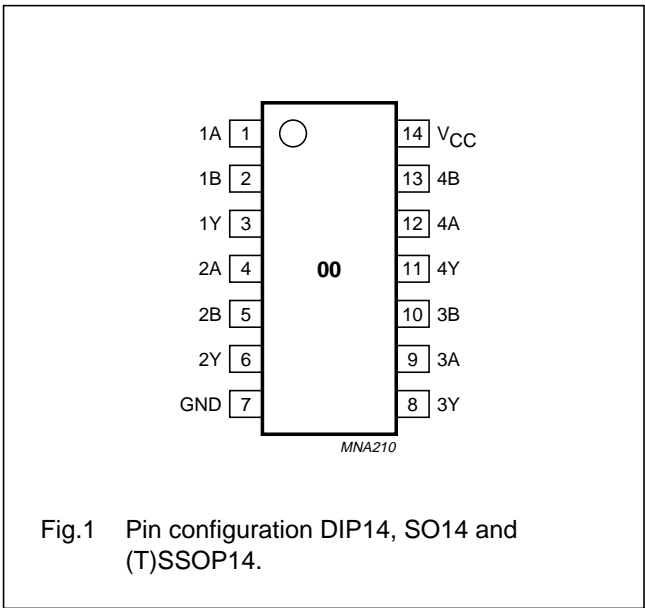 1A 1 14 VCC
1B 2 13 4B
1Y 3 12 4A
2A 4 00 11 4Y
2B 5 10 3B
2Y 6 9 3A
GND 7 8 3Y
MNA210
Fig.1 Pin configuration DIP14, SO14 and
(T)SSOP14.